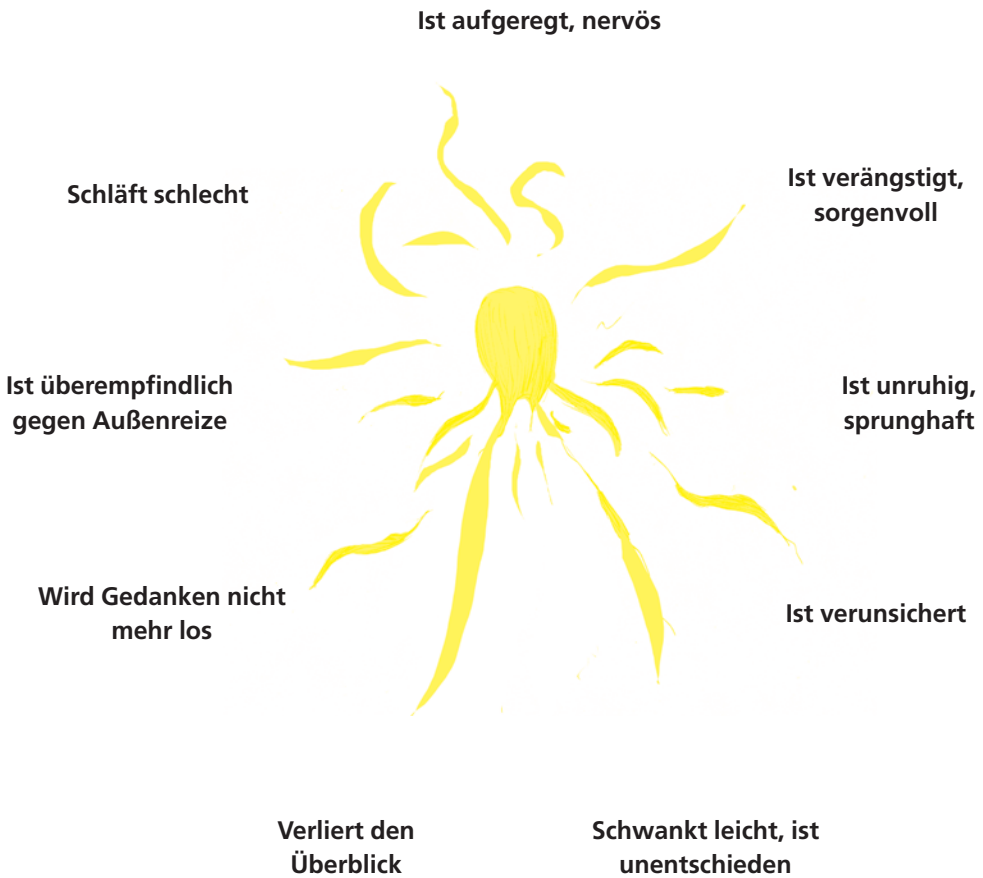 Ist aufgeregt, nervös
Schläft schlecht
Ist verängstigt,
sorgenvoll
Ist überempfindlich
gegen Außenreize
Ist unruhig,
sprunghaft
Wird Gedanken nicht
mehr los
Ist verunsichert
Verliert den
Überblick
Schwankt leicht, ist
unentschieden